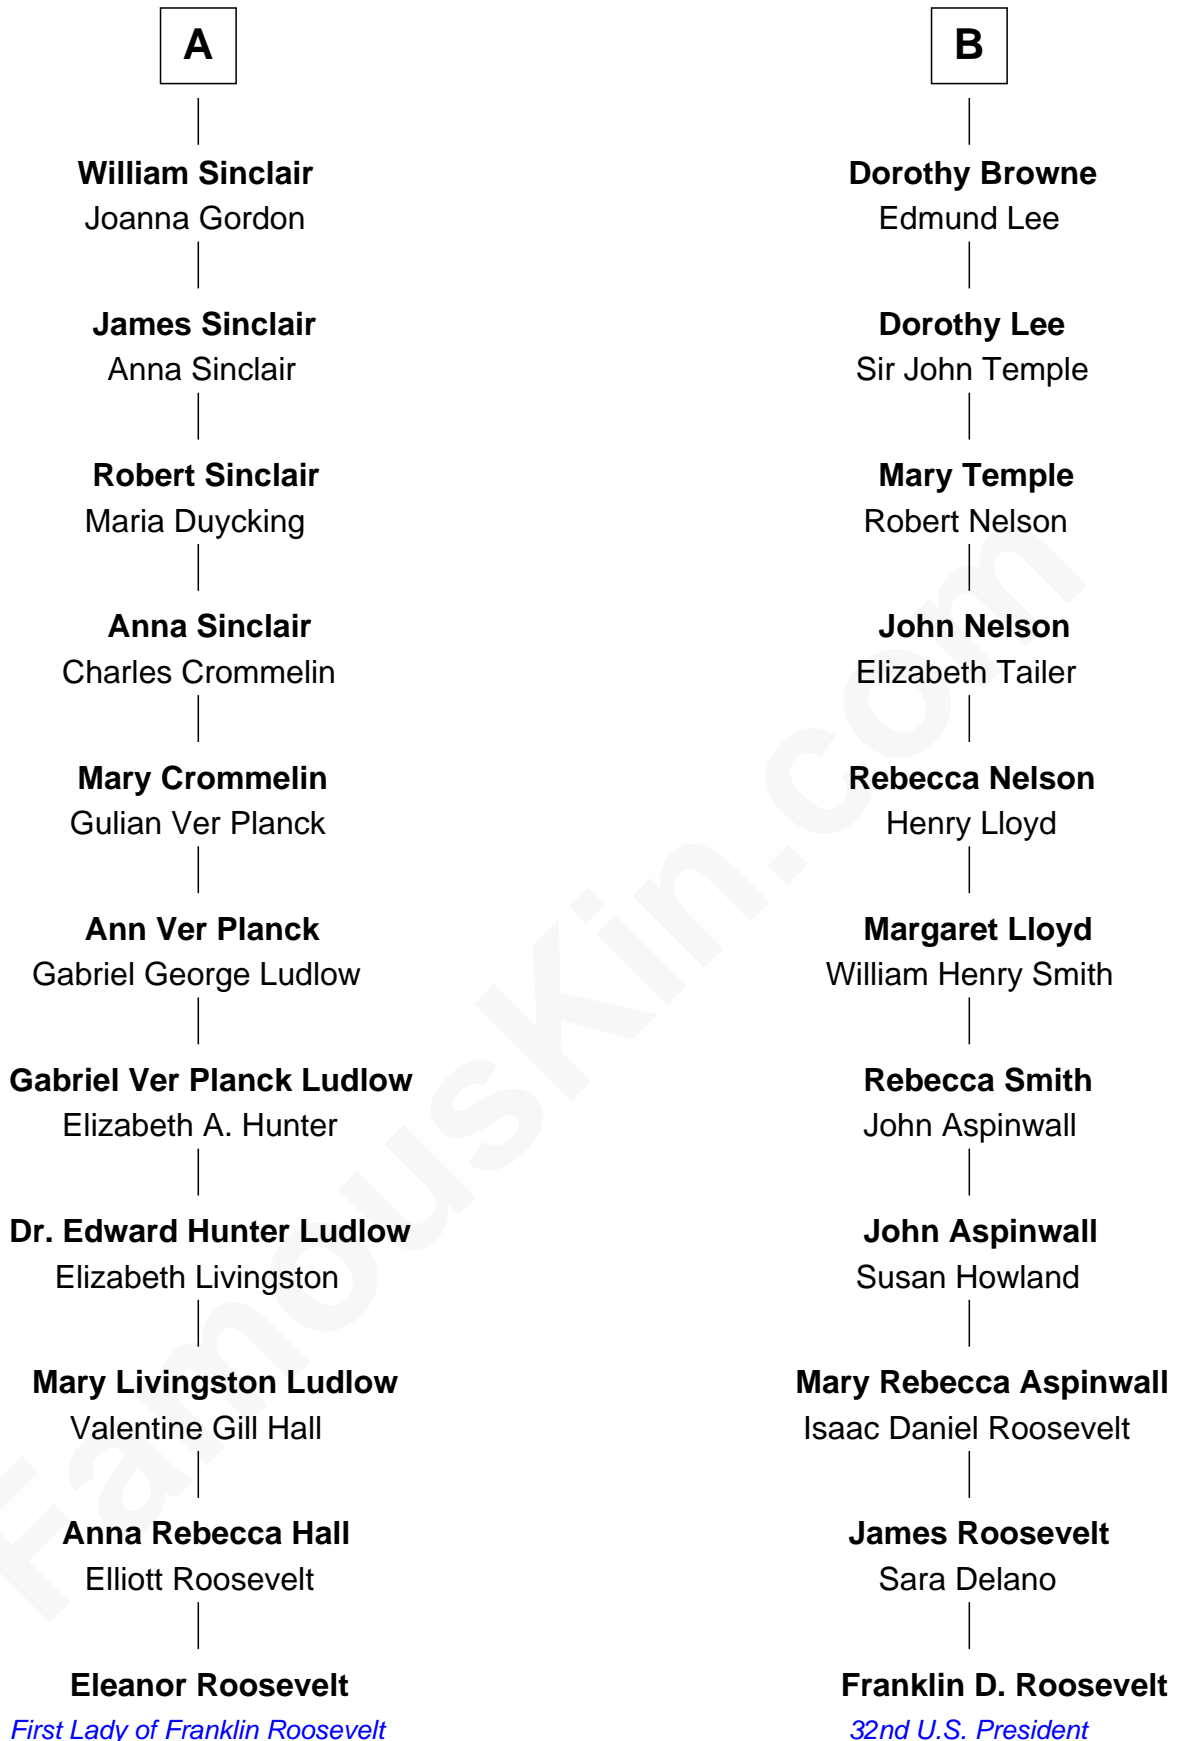 A
William Sinclair
Joanna Gordon
James Sinclair
Anna Sinclair
Robert Sinclair
Maria Duycking
Anna Sinclair
Charles Crommelin
Mary Crommelin
Gulian Ver Planck
Ann Ver Planck
Gabriel George Ludlow
Gabriel Ver Planck Ludlow
Elizabeth A. Hunter
Dr. Edward Hunter Ludlow
Elizabeth Livingston
Mary Livingston Ludlow
Valentine Gill Hall
Anna Rebecca Hall
Elliott Roosevelt
Eleanor Roosevelt
First Lady of Franklin Roosevelt
B
Dorothy Browne
Edmund Lee
Dorothy Lee
Sir John Temple
Mary Temple
Robert Nelson
John Nelson
Elizabeth Tailer
Rebecca Nelson
Henry Lloyd
Margaret Lloyd
William Henry Smith
Rebecca Smith
John Aspinwall
John Aspinwall
Susan Howland
Mary Rebecca Aspinwall
Isaac Daniel Roosevelt
James Roosevelt
Sara Delano
Franklin D. Roosevelt
32nd U.S. President
FamousKin.com